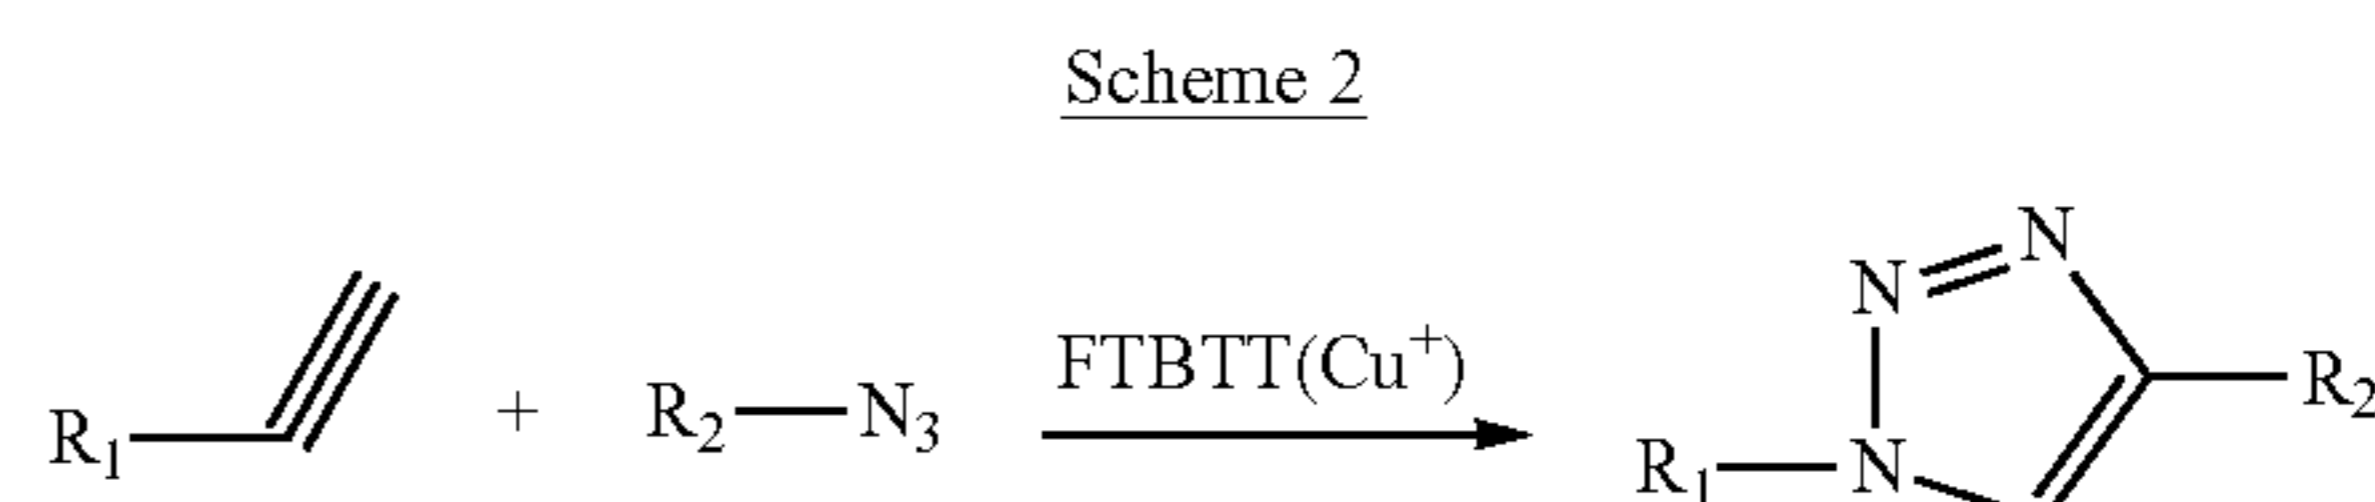 Scheme 2
R₁ + R₂—N₃ FTBTT(Cu⁺) N N R₁ N R₂